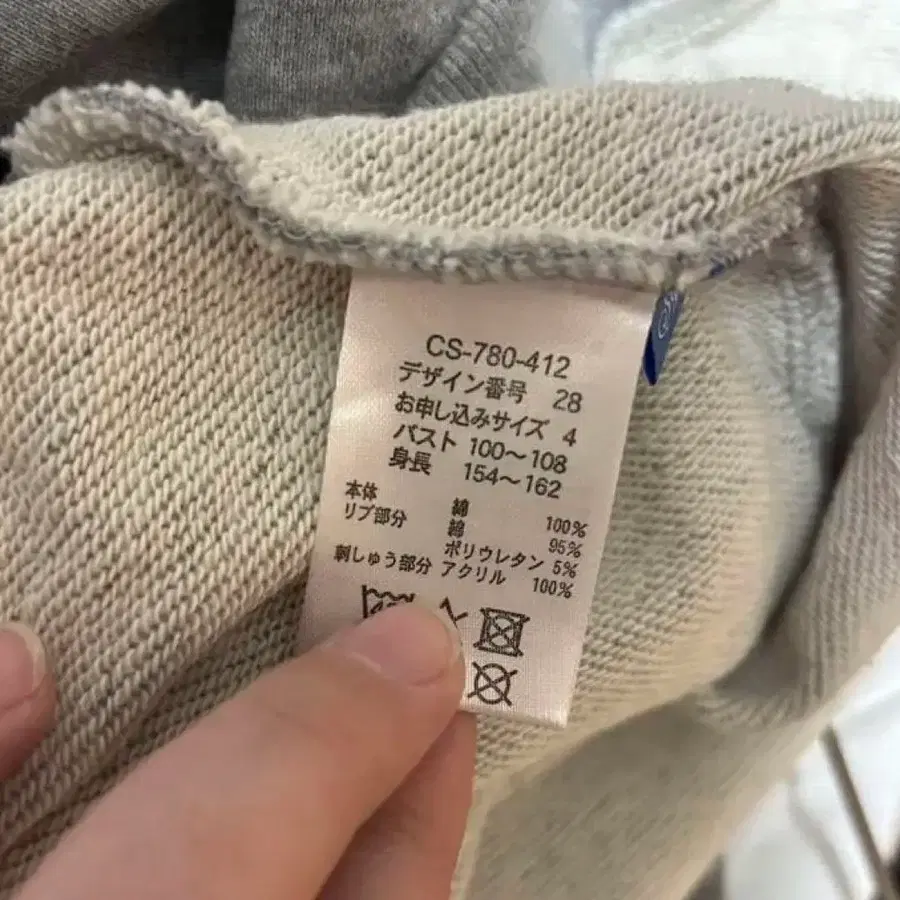 CS-780-412
デザイン番号 28
お申し込みサイズ 4
バスト 100〜108
身長 154〜162
本体 綿 100%
リブ部分 綿 95%
ポリウレタン 5%
刺しゅう部分 アクリル 100%